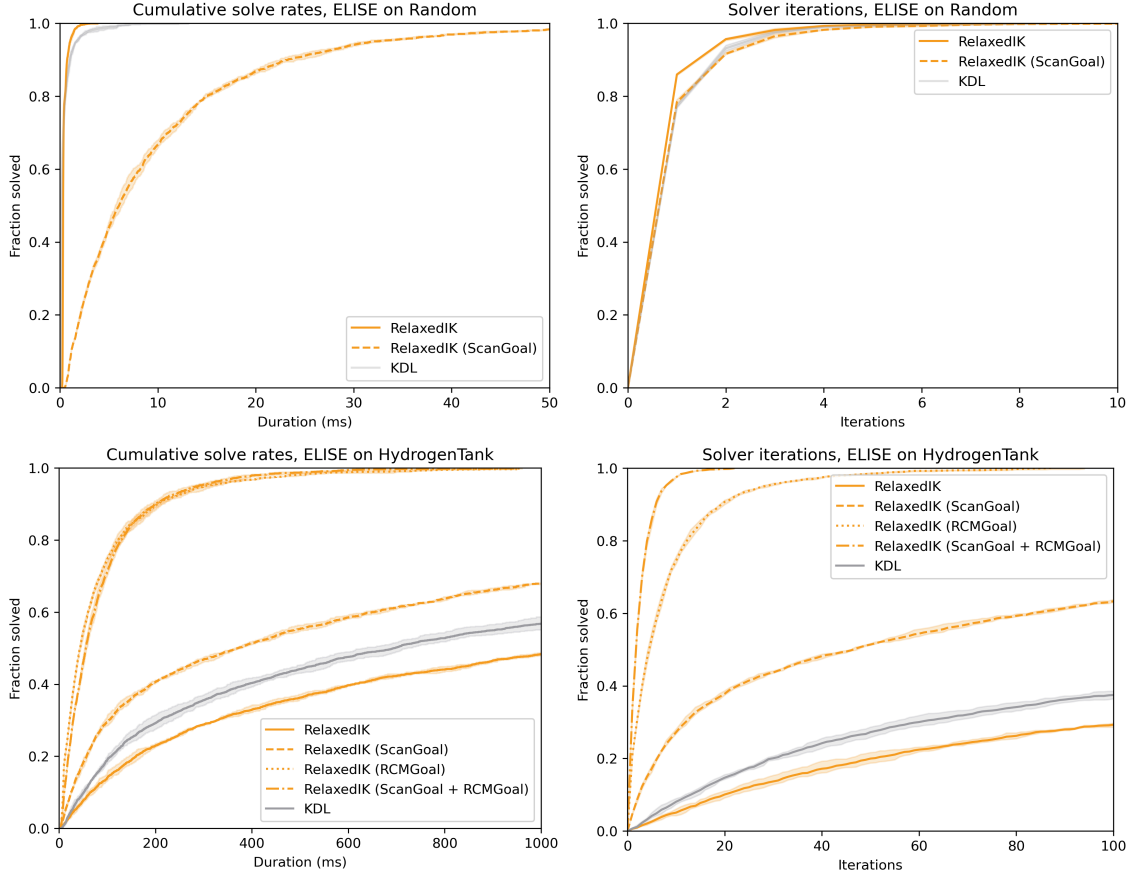 Cumulative solve rates, ELISE on Random
Fraction solved
1.0
0.8
0.6
0.4
0.2
0.0
0 10 20 30 40 50
Duration (ms)
RelaxedIK
RelaxedIK (ScanGoal)
KDL
Solver iterations, ELISE on Random
Fraction solved
1.0
0.8
0.6
0.4
0.2
0.0
0 2 4 6 8 10
Iterations
RelaxedIK
RelaxedIK (ScanGoal)
KDL
Cumulative solve rates, ELISE on HydrogenTank
Fraction solved
1.0
0.8
0.6
0.4
0.2
0.0
0 200 400 600 800 1000
Duration (ms)
RelaxedIK
RelaxedIK (ScanGoal)
RelaxedIK (RCMGoal)
RelaxedIK (ScanGoal + RCMGoal)
KDL
Solver iterations, ELISE on HydrogenTank
Fraction solved
1.0
0.8
0.6
0.4
0.2
0.0
0 20 40 60 80 100
Iterations
RelaxedIK
RelaxedIK (ScanGoal)
RelaxedIK (RCMGoal)
RelaxedIK (ScanGoal + RCMGoal)
KDL